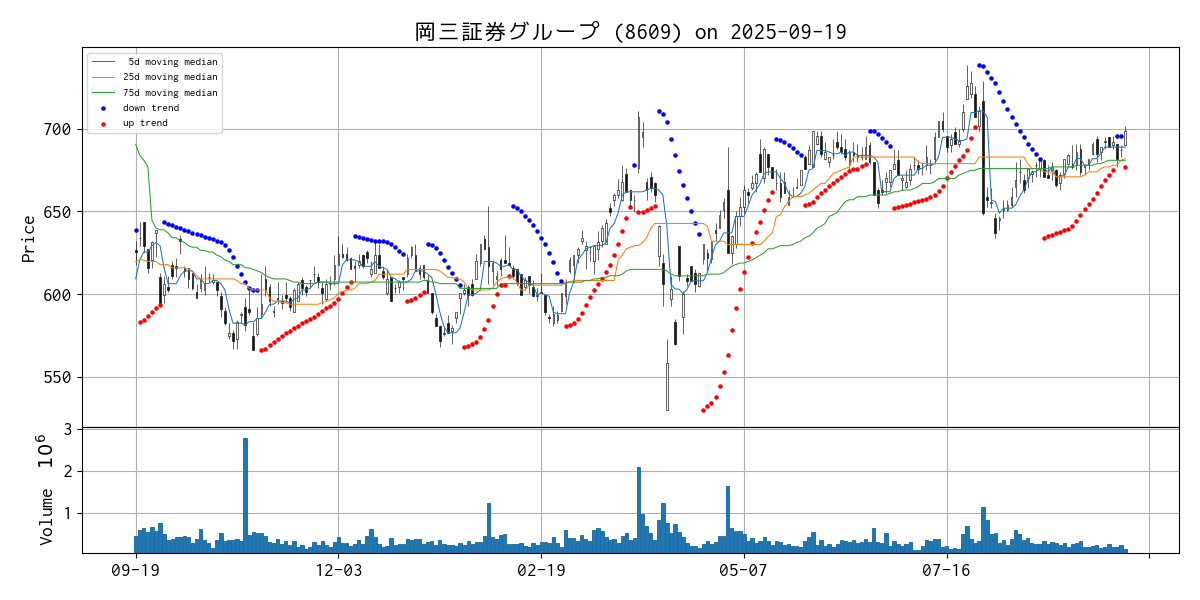 岡三証券グループ (8609) on 2025-09-19
5d moving median
25d moving median
75d moving median
down trend
up trend
Price
700
650
600
550
Volume 10^6
3
2
1
09-19 12-03 02-19 05-07 07-16